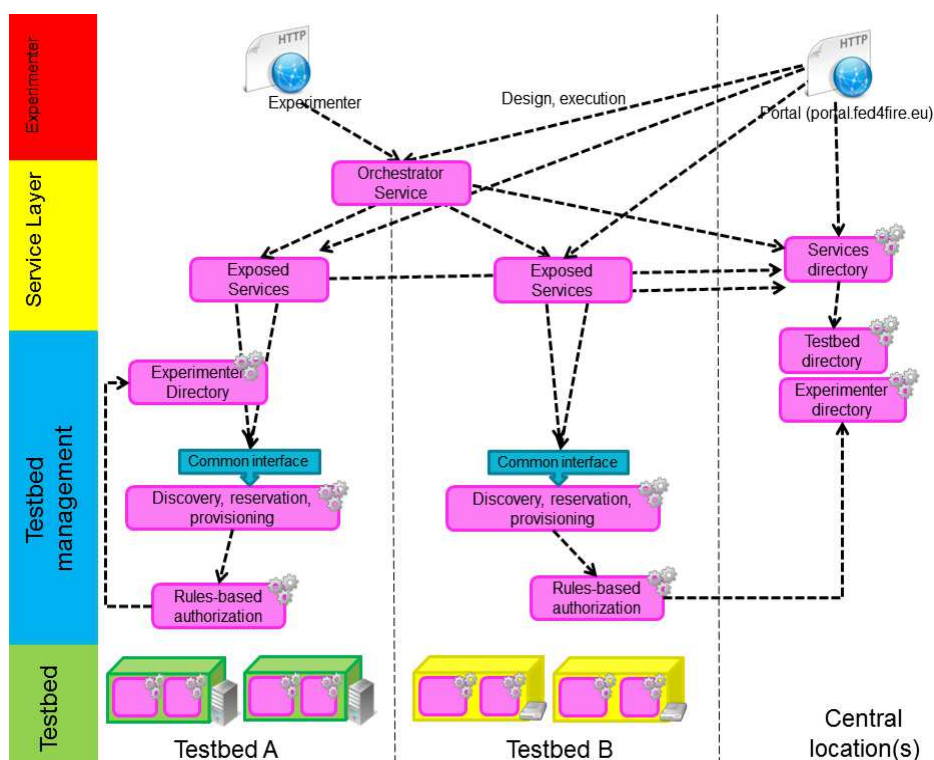 Experimenter
HTTP
Experimenter
Design, execution
HTTP
Portal (portal.fed4fire.eu)
Service Layer
Orchestrator
Service
Exposed
Services
Exposed
Services
Services
directory
Testbed
management
Experimenter
Directory
Testbed
directory
Experimenter
directory
Common interface
Common interface
Discovery, reservation,
provisioning
Discovery, reservation,
provisioning
Rules-based
authorization
Rules-based
authorization
Testbed
Testbed A
Testbed B
Central
location(s)